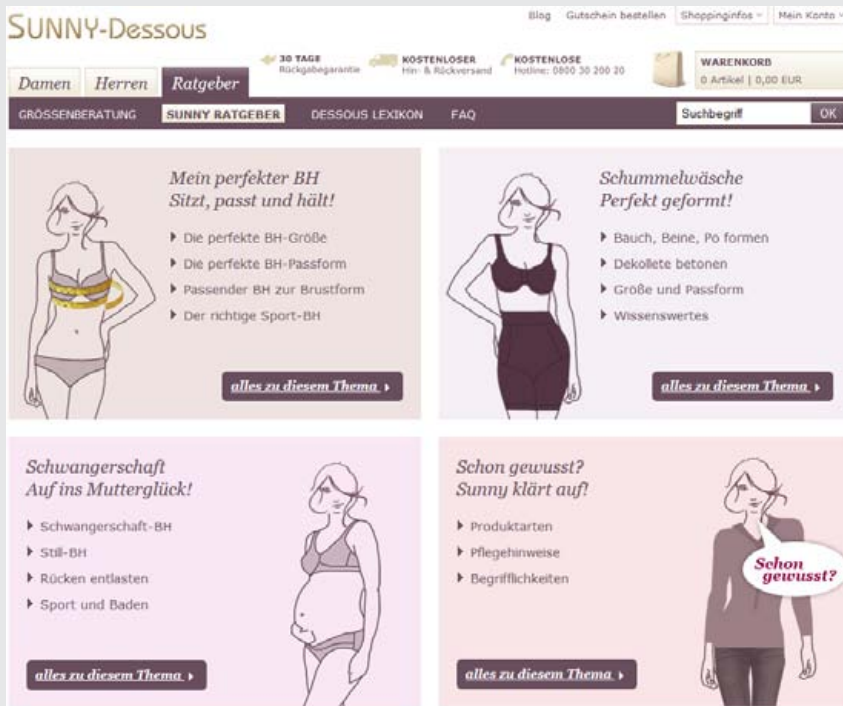 SUNNY-Dessous
Blog Gutschein bestellen Shoppinginfos Mein Konto
30 TAGE
Rückgabegarantie
KOSTENLOSER
Hin- & Rückversand
KOSTENLOSE
Hotline: 0800 30 200 20
WARENKORB
0 Artikel | 0,00 EUR
Damen Herren Ratgeber
GRÖSSENBERATUNG SUNNY RATGEBER DESSOUS LEXIKON FAQ
Suchbegriff OK
Mein perfekter BH
Sitzt, passt und hält!
Die perfekte BH-Größe
Die perfekte BH-Passform
Passender BH zur Brustform
Der richtige Sport-BH
alles zu diesem Thema
Schummelwäsche
Perfekt geformt!
Bauch, Beine, Po formen
Dekollete betonen
Größe und Passform
Wissenswertes
alles zu diesem Thema
Schwangerschaft
Auf ins Mutterglück!
Schwangerschaft-BH
Still-BH
Rücken entlasten
Sport und Baden
alles zu diesem Thema
Schon gewusst?
Sunny klärt auf!
Produktarten
Pflegehinweise
Begrifflichkeiten
Schon
gewusst?
alles zu diesem Thema